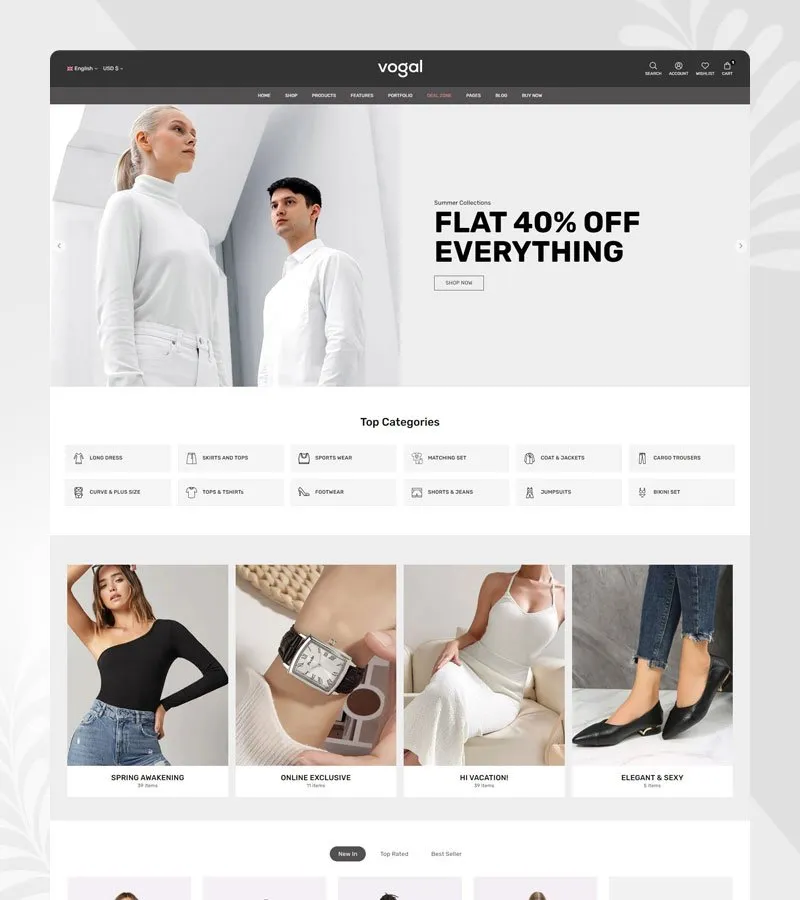 English USD $
vogal
SEARCH ACCOUNT WISHLIST CART
HOME SHOP PRODUCTS FEATURES PORTFOLIO DEAL ZONE PAGES BLOG BUY NOW
Summer Collections
FLAT 40% OFF
EVERYTHING
SHOP NOW
Top Categories
LONG DRESS SKIRTS AND TOPS SPORTS WEAR MATCHING SET COAT & JACKETS CARGO TROUSERS
CURVE & PLUS SIZE TOPS & TSHIRTs FOOTWEAR SHORTS & JEANS JUMPSUITS BIKINI SET
SPRING AWAKENING ONLINE EXCLUSIVE HI VACATION! ELEGANT & SEXY
39 items 11 items 39 items 5 items
New In Top Rated Best Seller